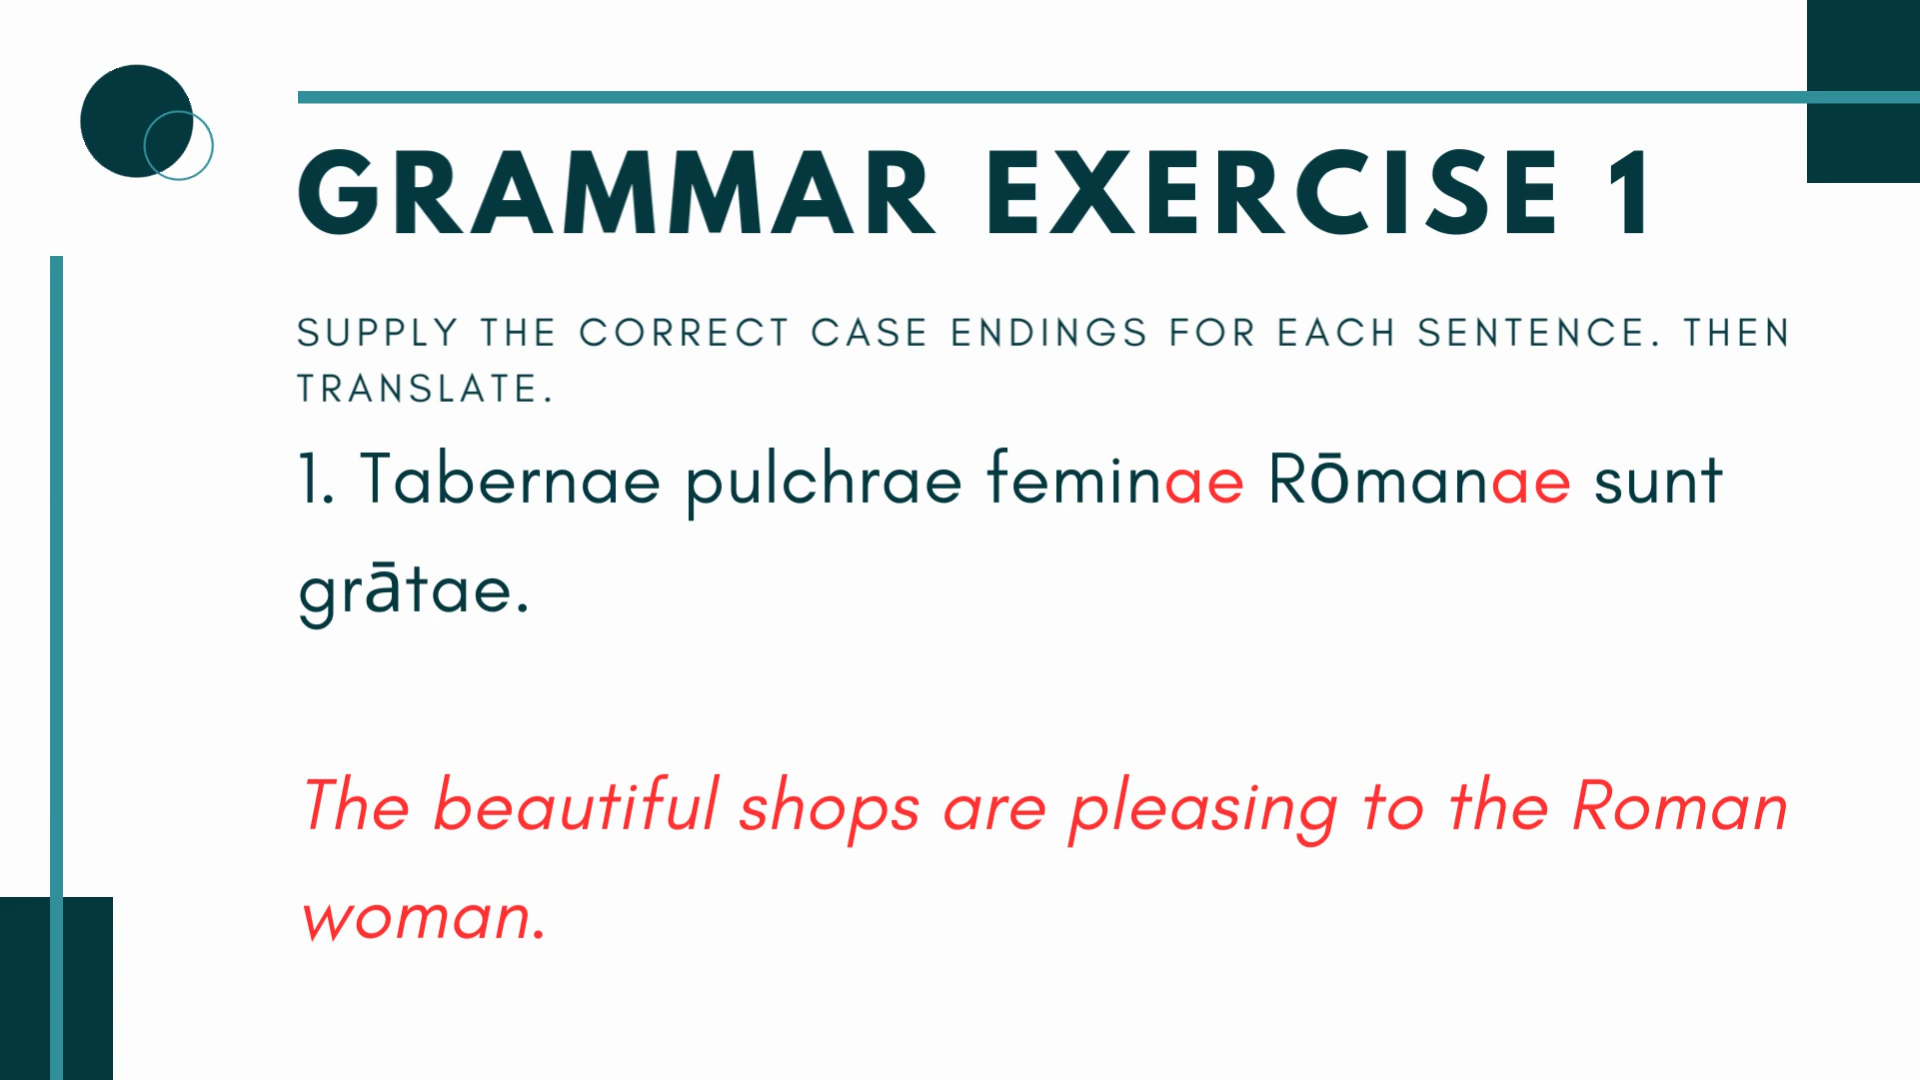 GRAMMAR EXERCISE 1
SUPPLY THE CORRECT CASE ENDINGS FOR EACH SENTENCE. THEN
TRANSLATE.
1. Tabernae pulchrae feminae Rōmanae sunt
grātae.
The beautiful shops are pleasing to the Roman
woman.